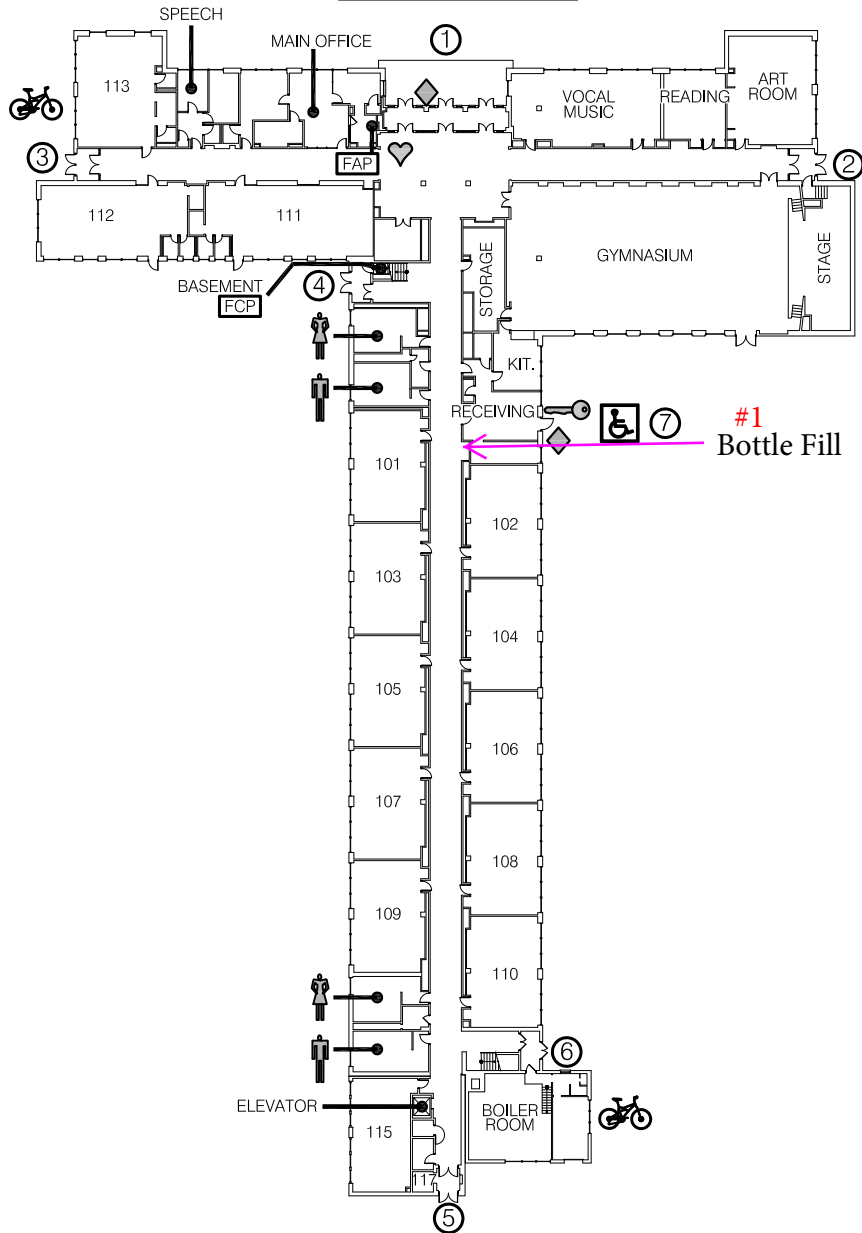 SPEECH
MAIN OFFICE
1
113
VOCAL
MUSIC
READING
ART
ROOM
3
FAP
2
112
111
GYMNASIUM
STAGE
STORAGE
BASEMENT
FCP
4
KIT.
RECEIVING
7
#1
Bottle Fill
101
102
103
104
105
106
107
108
109
110
6
ELEVATOR
115
BOILER
ROOM
117
5